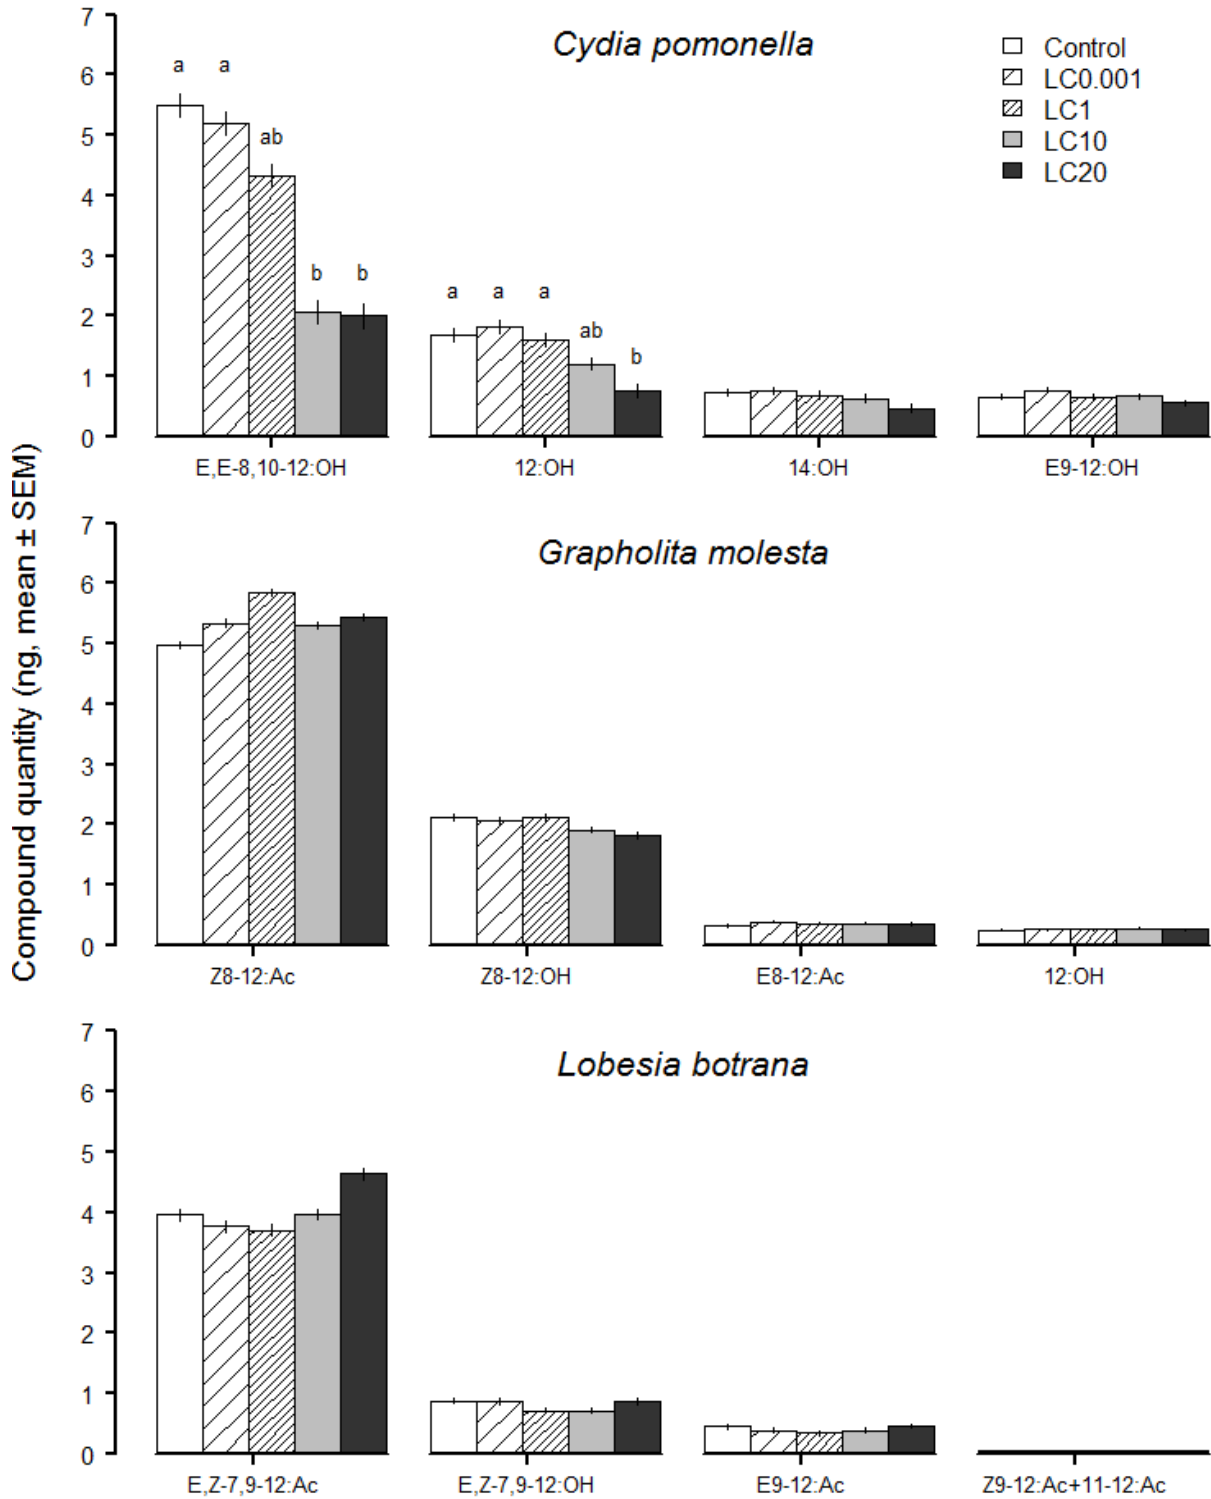 Compound quantity (ng, mean ± SEM)
Cydia pomonella
Control
LC0.001
LC1
LC10
LC20
7
6
5
4
3
2
1
0
a a ab b b
a a a ab b
E,E-8,10-12:OH 12:OH 14:OH E9-12:OH
Grapholita molesta
7
6
5
4
3
2
1
0
Z8-12:Ac Z8-12:OH E8-12:Ac 12:OH
Lobesia botrana
7
6
5
4
3
2
1
0
E,Z-7,9-12:Ac E,Z-7,9-12:OH E9-12:Ac Z9-12:Ac+11-12:Ac